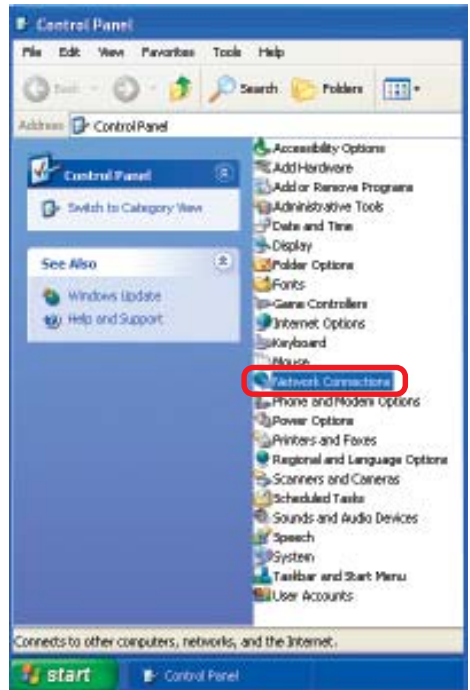 Control Panel
File Edit View Favorites Tools Help
Back Search Folders
Address Control Panel
Control Panel
Switch to Category View
See Also
Windows Update
Help and Support
Accessibility Options
Add Hardware
Add or Remove Programs
Administrative Tools
Date and Time
Display
Folder Options
Fonts
Game Controllers
Internet Options
Keyboard
Mouse
Network Connections
Phone and Modem Options
Power Options
Printers and Faxes
Regional and Language Options
Scanners and Cameras
Scheduled Tasks
Sounds and Audio Devices
Speech
System
Taskbar and Start Menu
User Accounts
Connects to other computers, networks, and the Internet.
start Control Panel